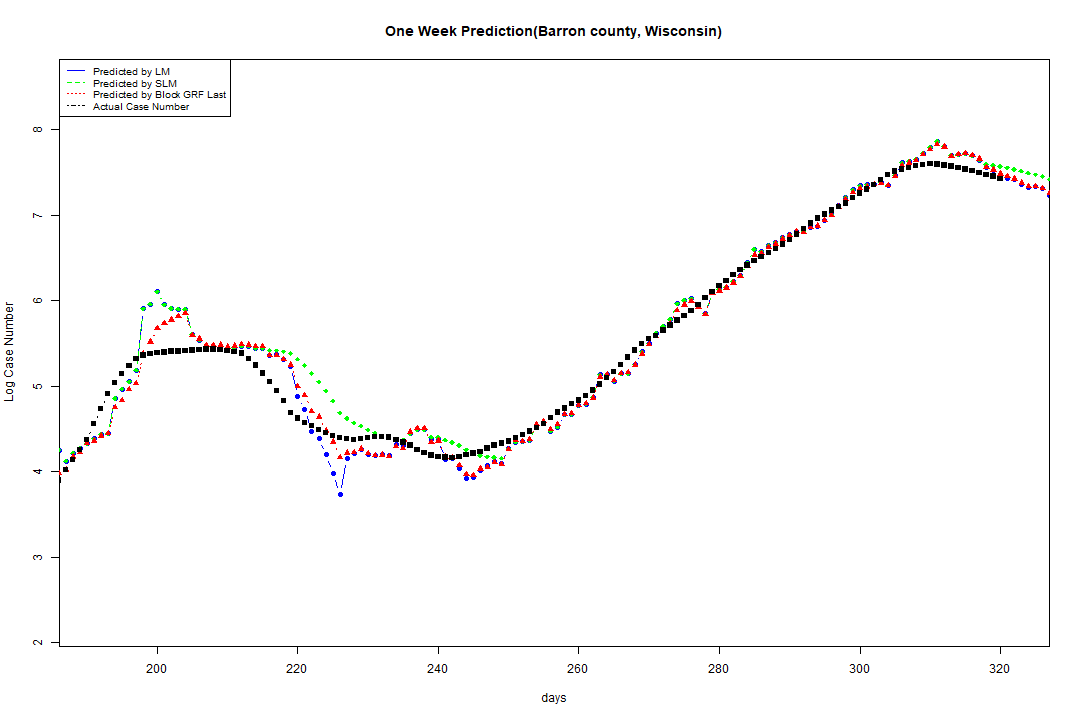 One Week Prediction(Barron county, Wisconsin)
Predicted by LM
Predicted by SLM
Predicted by Block GRF Last
Actual Case Number
8
7
6
5
4
3
2
Log Case Number
200 220 240 260 280 300 320
days